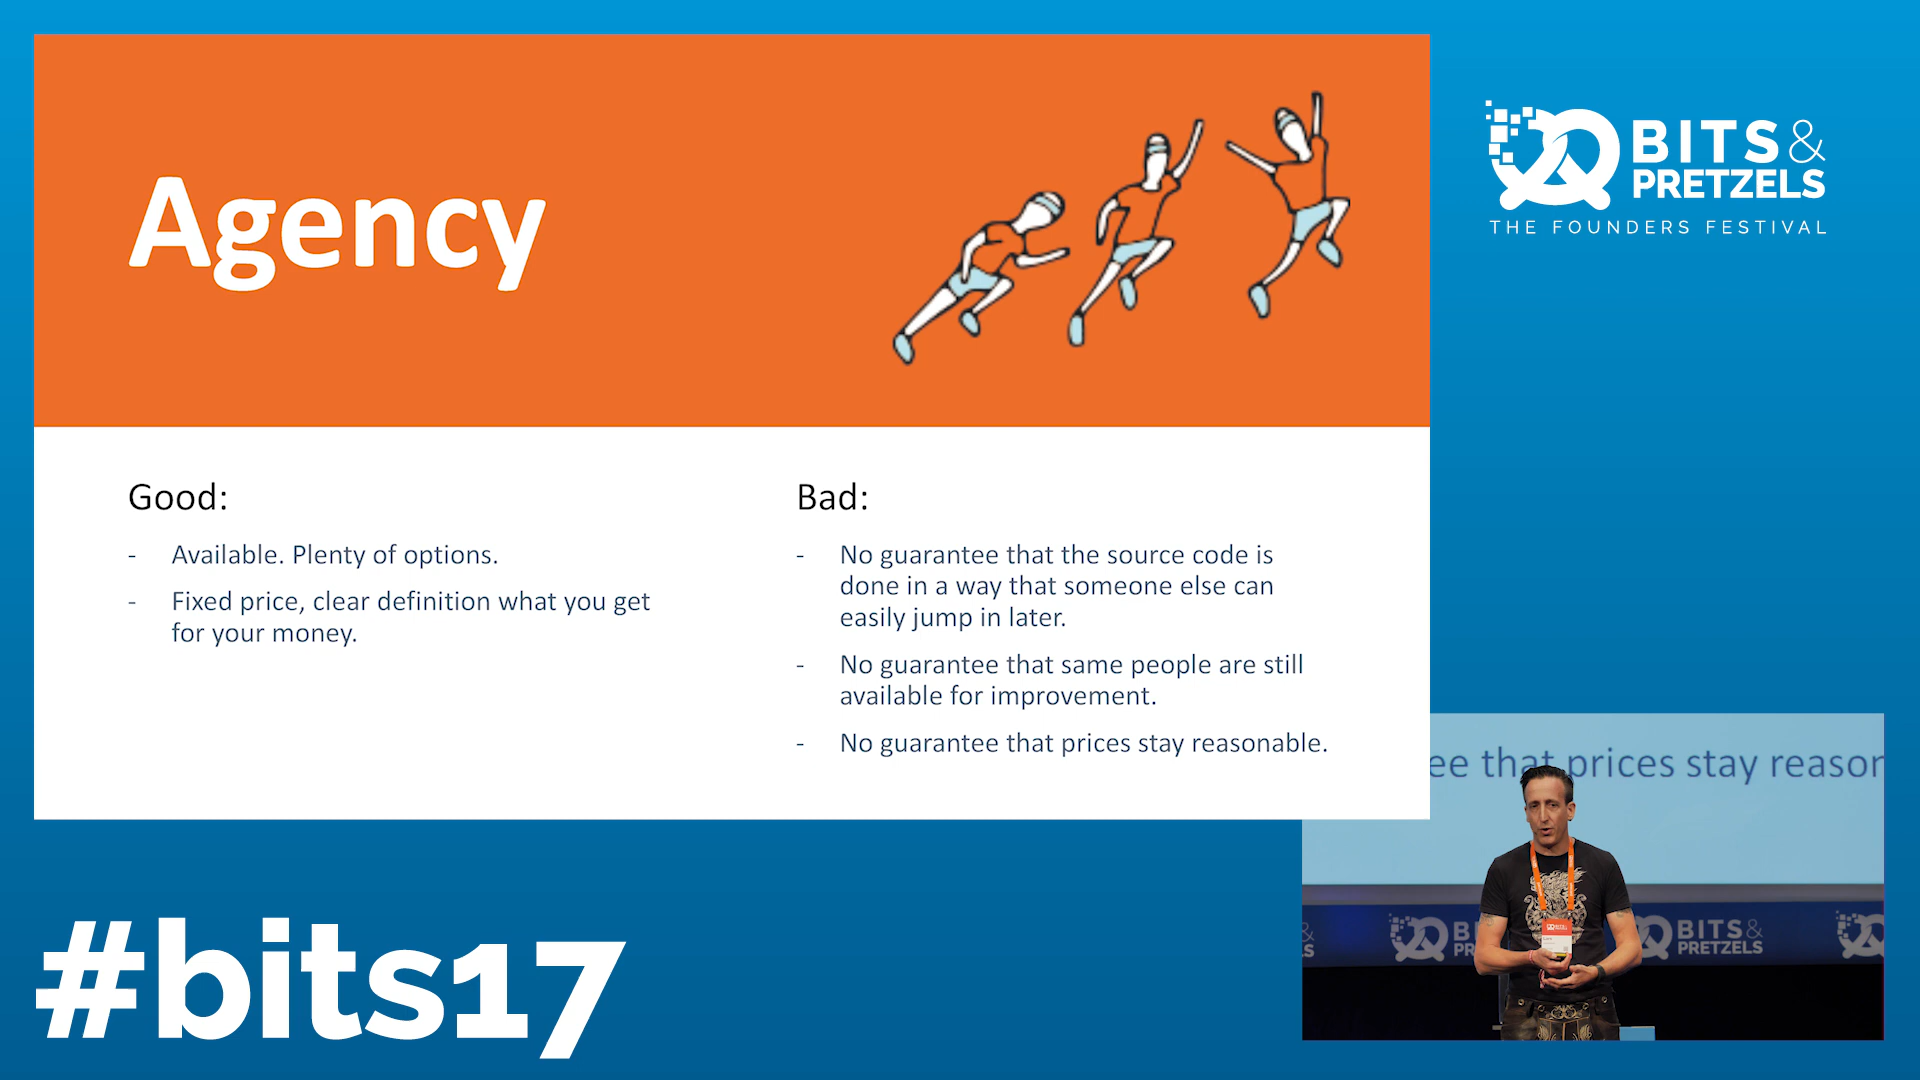 Agency
Good:
- Available. Plenty of options.
- Fixed price, clear definition what you get
for your money.
Bad:
- No guarantee that the source code is
done in a way that someone else can
easily jump in later.
- No guarantee that same people are still
available for improvement.
- No guarantee that prices stay reasonable.
BITS &
PRETZELS
THE FOUNDERS FESTIVAL
ee that prices stay reason
BITS &
PRETZELS
#bits17